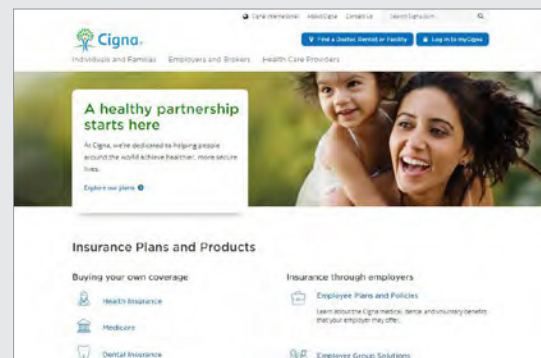 Cigna International About Cigna Contact Us Search Cigna.com
Cigna.
Find a Doctor, Dentist or Facility Log in to myCigna
Individuals and Families Employers and Brokers Health Care Providers
A healthy partnership
starts here
At Cigna, we're dedicated to helping people
around the world achieve healthier, more secure
lives.
Explore our plans
Insurance Plans and Products
Buying your own coverage
Health Insurance
Medicare
Dental Insurance
Insurance through employers
Employee Plans and Policies
Learn about the Cigna medical, dental and voluntary benefits
that your employer may offer.
Employer Group Solutions